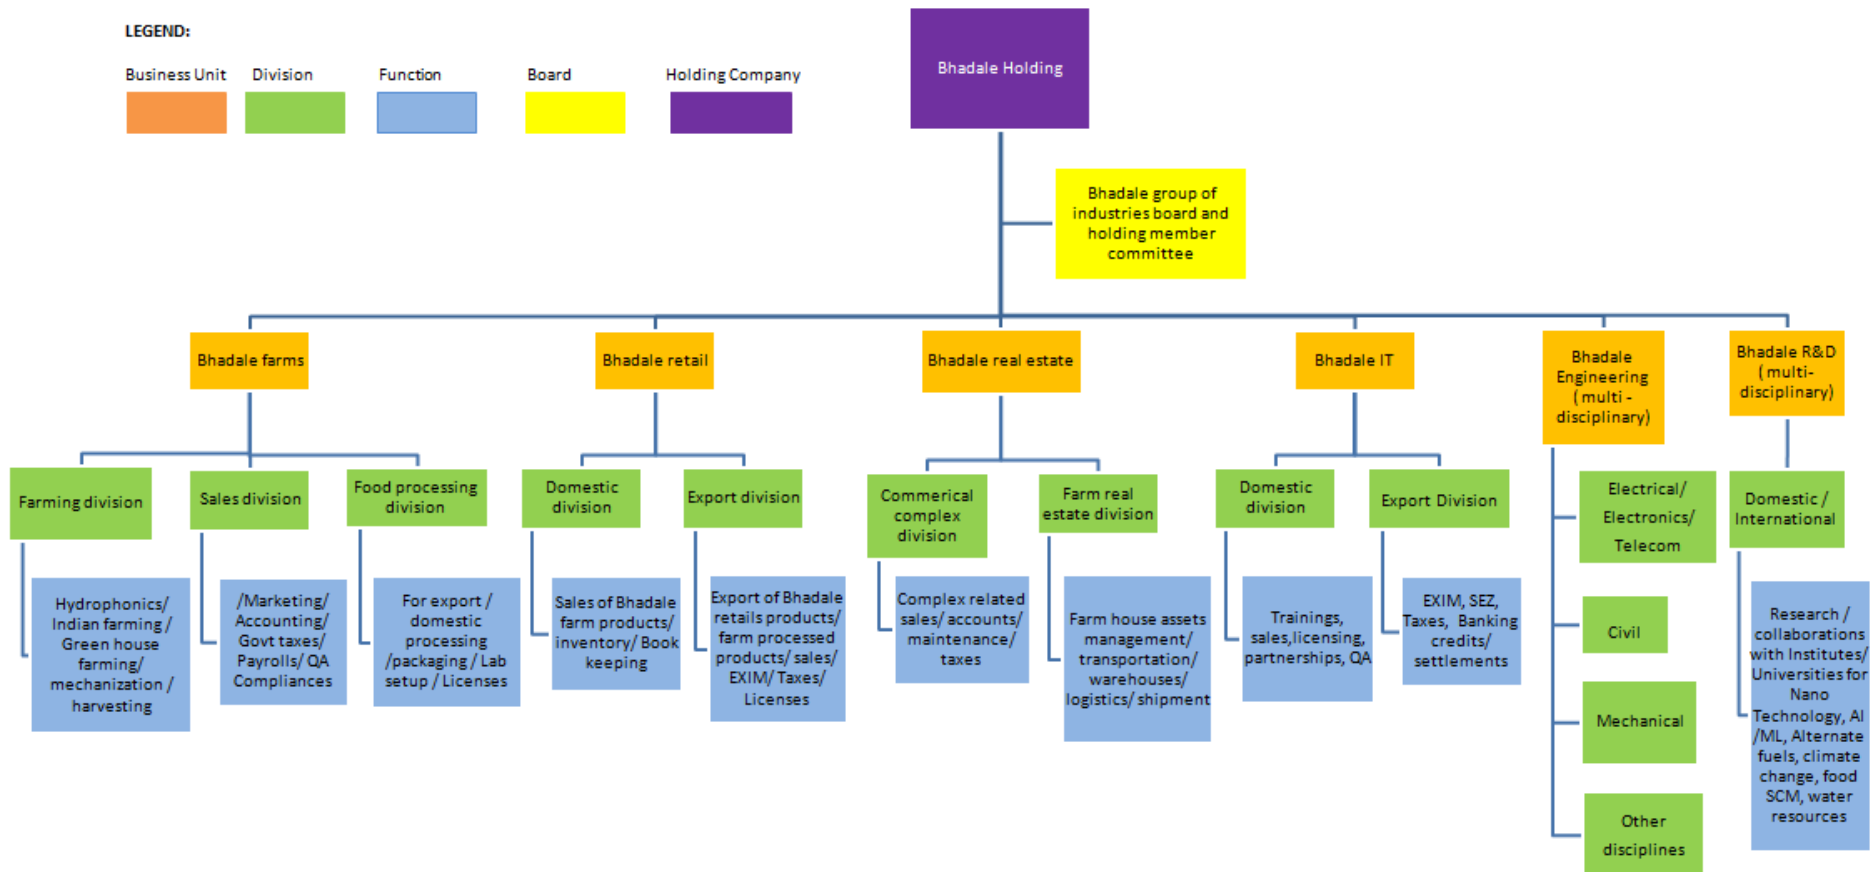 LEGEND:
Business Unit
Division
Function
Board
Holding Company
Bhadale Holding
Bhadale group of
industries board and
holding member
committee
Bhadale farms
Bhadale retail
Bhadale real estate
Bhadale IT
Bhadale
Engineering
( multi -
disciplinary)
Bhadale R&D
( multi-
disciplinary)
Farming division
Sales division
Food processing
division
Domestic
division
Export division
Commerical
complex
division
Farm real
estate division
Domestic
division
Export Division
Electrical/
Electronics/
Telecom
Domestic /
International
Hydrophonics/
Indian farming /
Green house
farming/
mechanization /
harvesting
/Marketing/
Accounting/
Govt taxes/
Payrolls/ QA
Compliances
For export /
domestic
processing
/packaging / Lab
setup / Licenses
Sales of Bhadale
farm products/
inventory/ Book
keeping
Export of Bhadale
retails products/
farm processed
products/ sales/
EXIM/ Taxes/
Licenses
Complex related
sales/ accounts/
maintenance/
taxes
Farm house assets
management/
transportation/
warehouses/
logistics/ shipment
Trainings,
sales,licensing,
partnerships, QA
EXIM, SEZ,
Taxes, Banking
credits/
settlements
Civil
Mechanical
Other
disciplines
Research /
collaborations
with Institutes/
Universities for
Nano
Technology, AI
/ML, Alternate
fuels, climate
change, food
SCM, water
resources